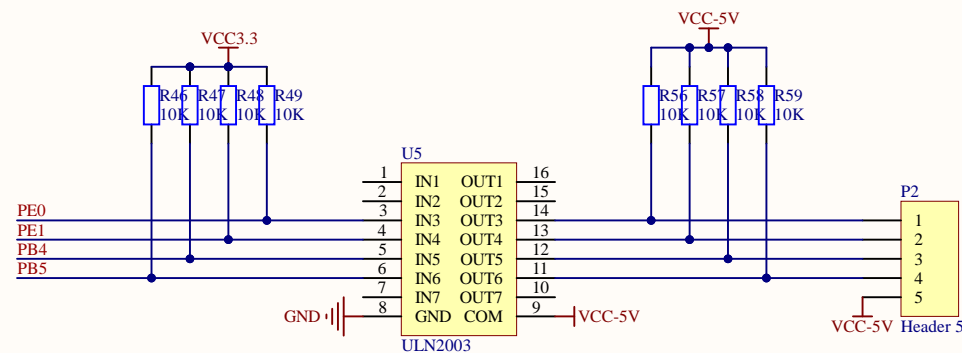 VCC3.3
VCC-5V
R46 R47 R48 R49
10K 10K 10K 10K
R56 R57 R58 R59
10K 10K 10K 10K
U5
1 IN1 OUT1 16
2 IN2 OUT2 15
PE0 3 IN3 OUT3 14
PE1 4 IN4 OUT4 13
PB4 5 IN5 OUT5 12
PB5 6 IN6 OUT6 11
7 IN7 OUT7 10
GND 8 GND COM 9 VCC-5V
ULN2003
P2
1
2
3
4
5
VCC-5V
Header 5